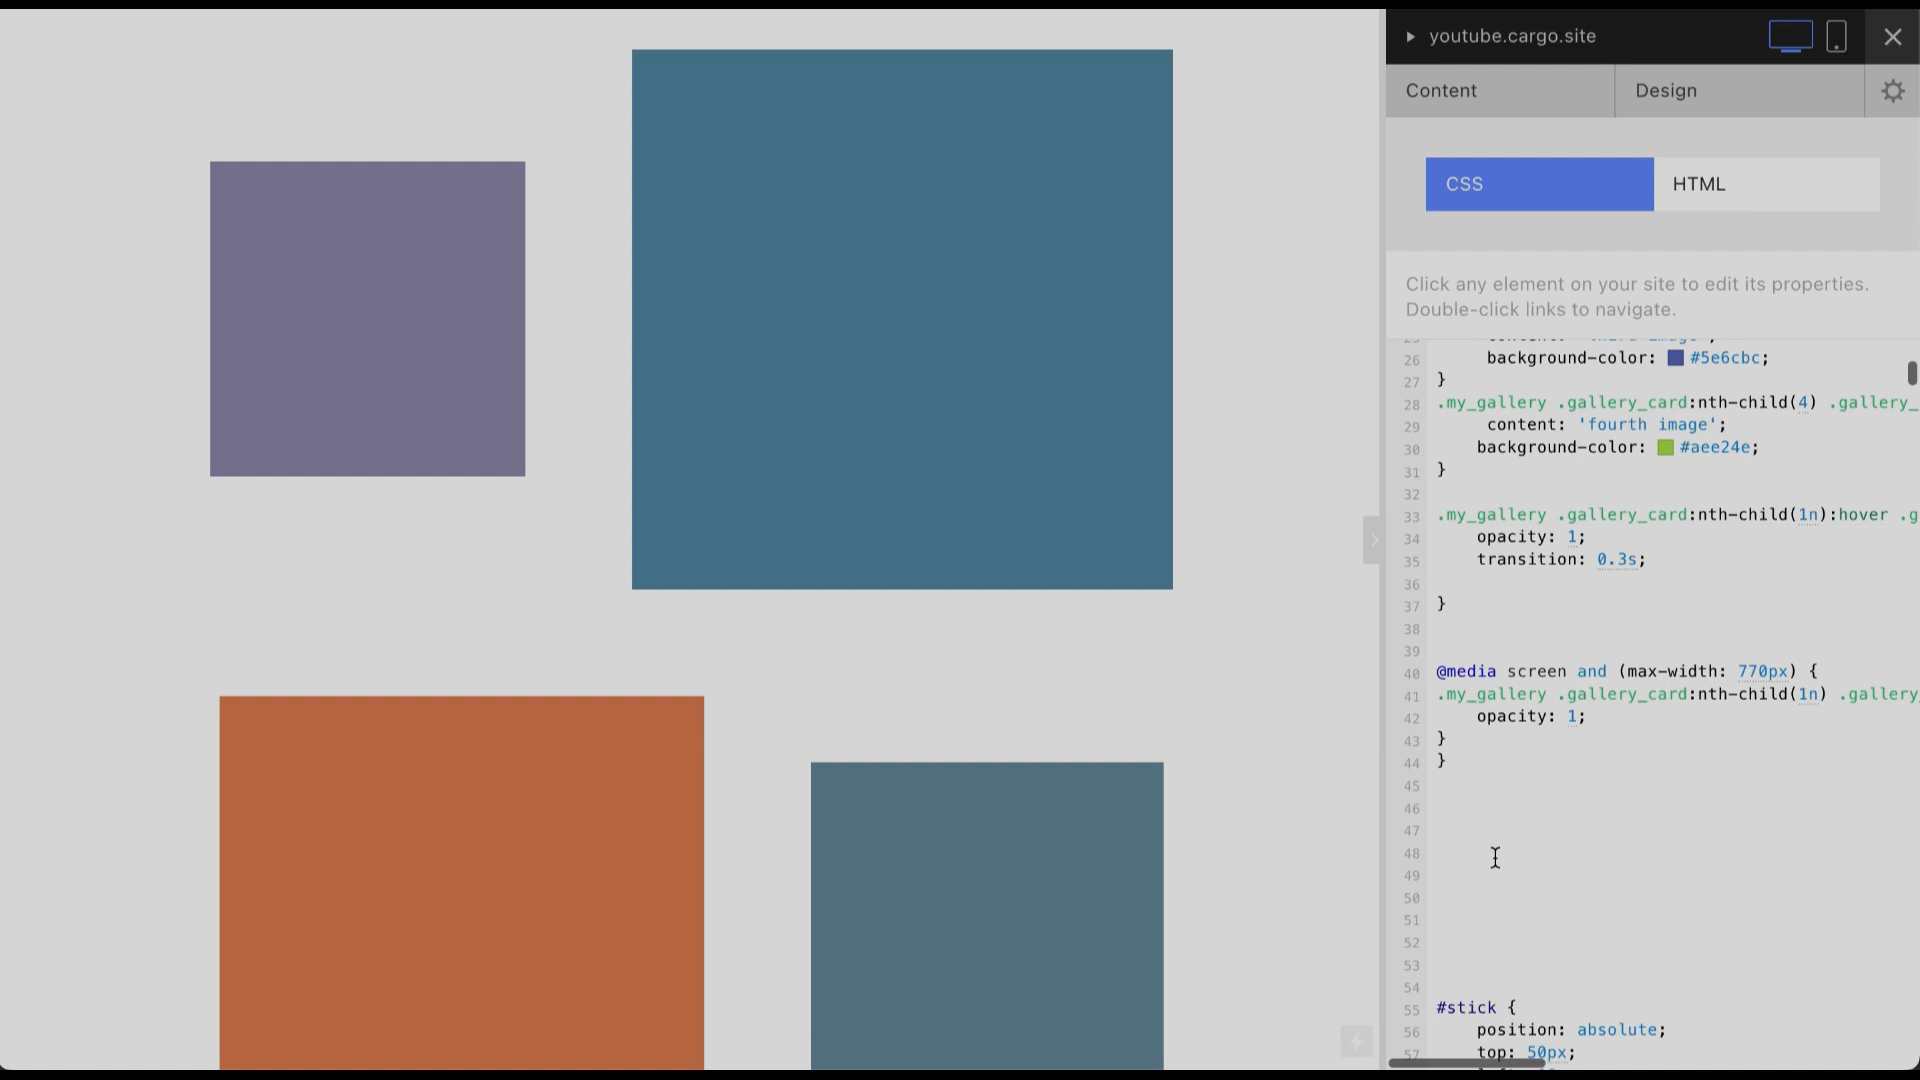 youtube.cargo.site
Content
Design
CSS
HTML
Click any element on your site to edit its properties.
Double-click links to navigate.
26 background-color: #5e6cbc;
27 }
28 .my_gallery .gallery_card:nth-child(4) .gallery_
29 content: 'fourth image';
30 background-color: #aee24e;
31 }
32
33 .my_gallery .gallery_card:nth-child(1n):hover .g
34 opacity: 1;
35 transition: 0.3s;
36
37 }
38
39
40 @media screen and (max-width: 770px) {
41 .my_gallery .gallery_card:nth-child(1n) .gallery
42 opacity: 1;
43 }
44 }
45
46
47
48
49
50
51
52
53
54
55 #stick {
56 position: absolute;
57 top: 50px;